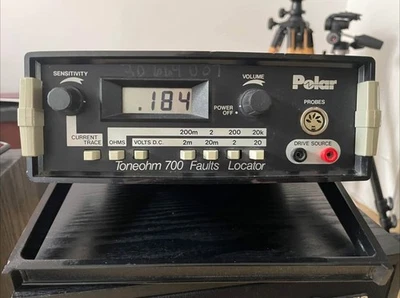 SENSITIVITY
.184
VOLUME
POWER
OFF
Polar
PROBES
CURRENT
TRACE
OHMS
VOLTS D.C.
200m 2 200 20k
2m 20m 2 20
DRIVE SOURCE
Toneohm 700 Faults Locator